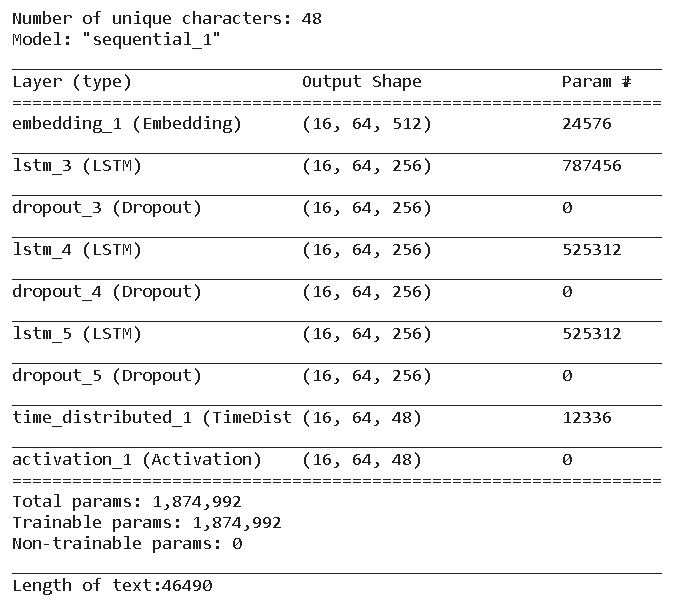 Number of unique characters: 48
Model: "sequential_1"
Layer (type) Output Shape Param #
=================================================================
embedding_1 (Embedding) (16, 64, 512) 24576
lstm_3 (LSTM) (16, 64, 256) 787456
dropout_3 (Dropout) (16, 64, 256) 0
lstm_4 (LSTM) (16, 64, 256) 525312
dropout_4 (Dropout) (16, 64, 256) 0
lstm_5 (LSTM) (16, 64, 256) 525312
dropout_5 (Dropout) (16, 64, 256) 0
time_distributed_1 (TimeDist (16, 64, 48) 12336
activation_1 (Activation) (16, 64, 48) 0
=================================================================
Total params: 1,874,992
Trainable params: 1,874,992
Non-trainable params: 0
Length of text:46490